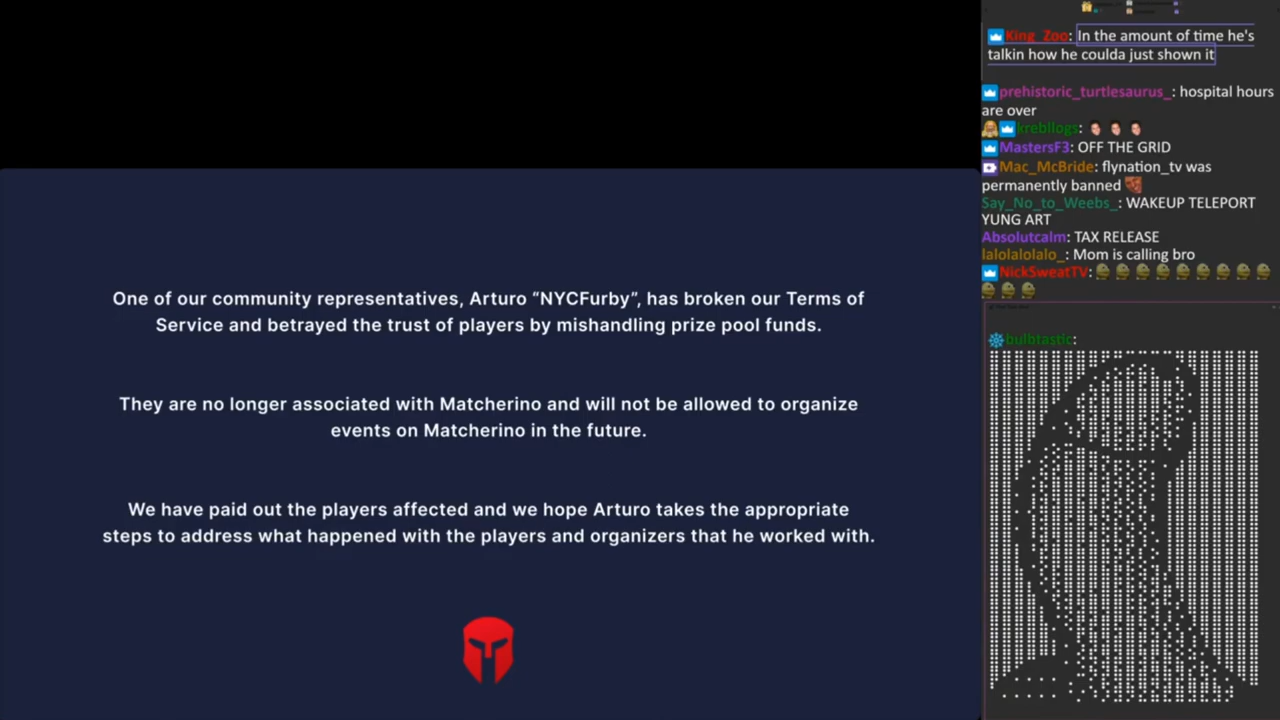 One of our community representatives, Arturo “NYCFurby”, has broken our Terms of
Service and betrayed the trust of players by mishandling prize pool funds.
They are no longer associated with Matcherino and will not be allowed to organize
events on Matcherino in the future.
We have paid out the players affected and we hope Arturo takes the appropriate
steps to address what happened with the players and organizers that he worked with.
King_Zoo: In the amount of time he's
talkin how he coulda just shown it
prehistoric_turtlesaurus_: hospital hours
are over
krebllogs:
MastersF3: OFF THE GRID
Mac_McBride: flynation_tv was
permanently banned
Say_No_to_Weebs_: WAKEUP TELEPORT
YUNG ART
Absolutcalm: TAX RELEASE
lalolalolalo_: Mom is calling bro
NickSweatTV:
bulbtastic: